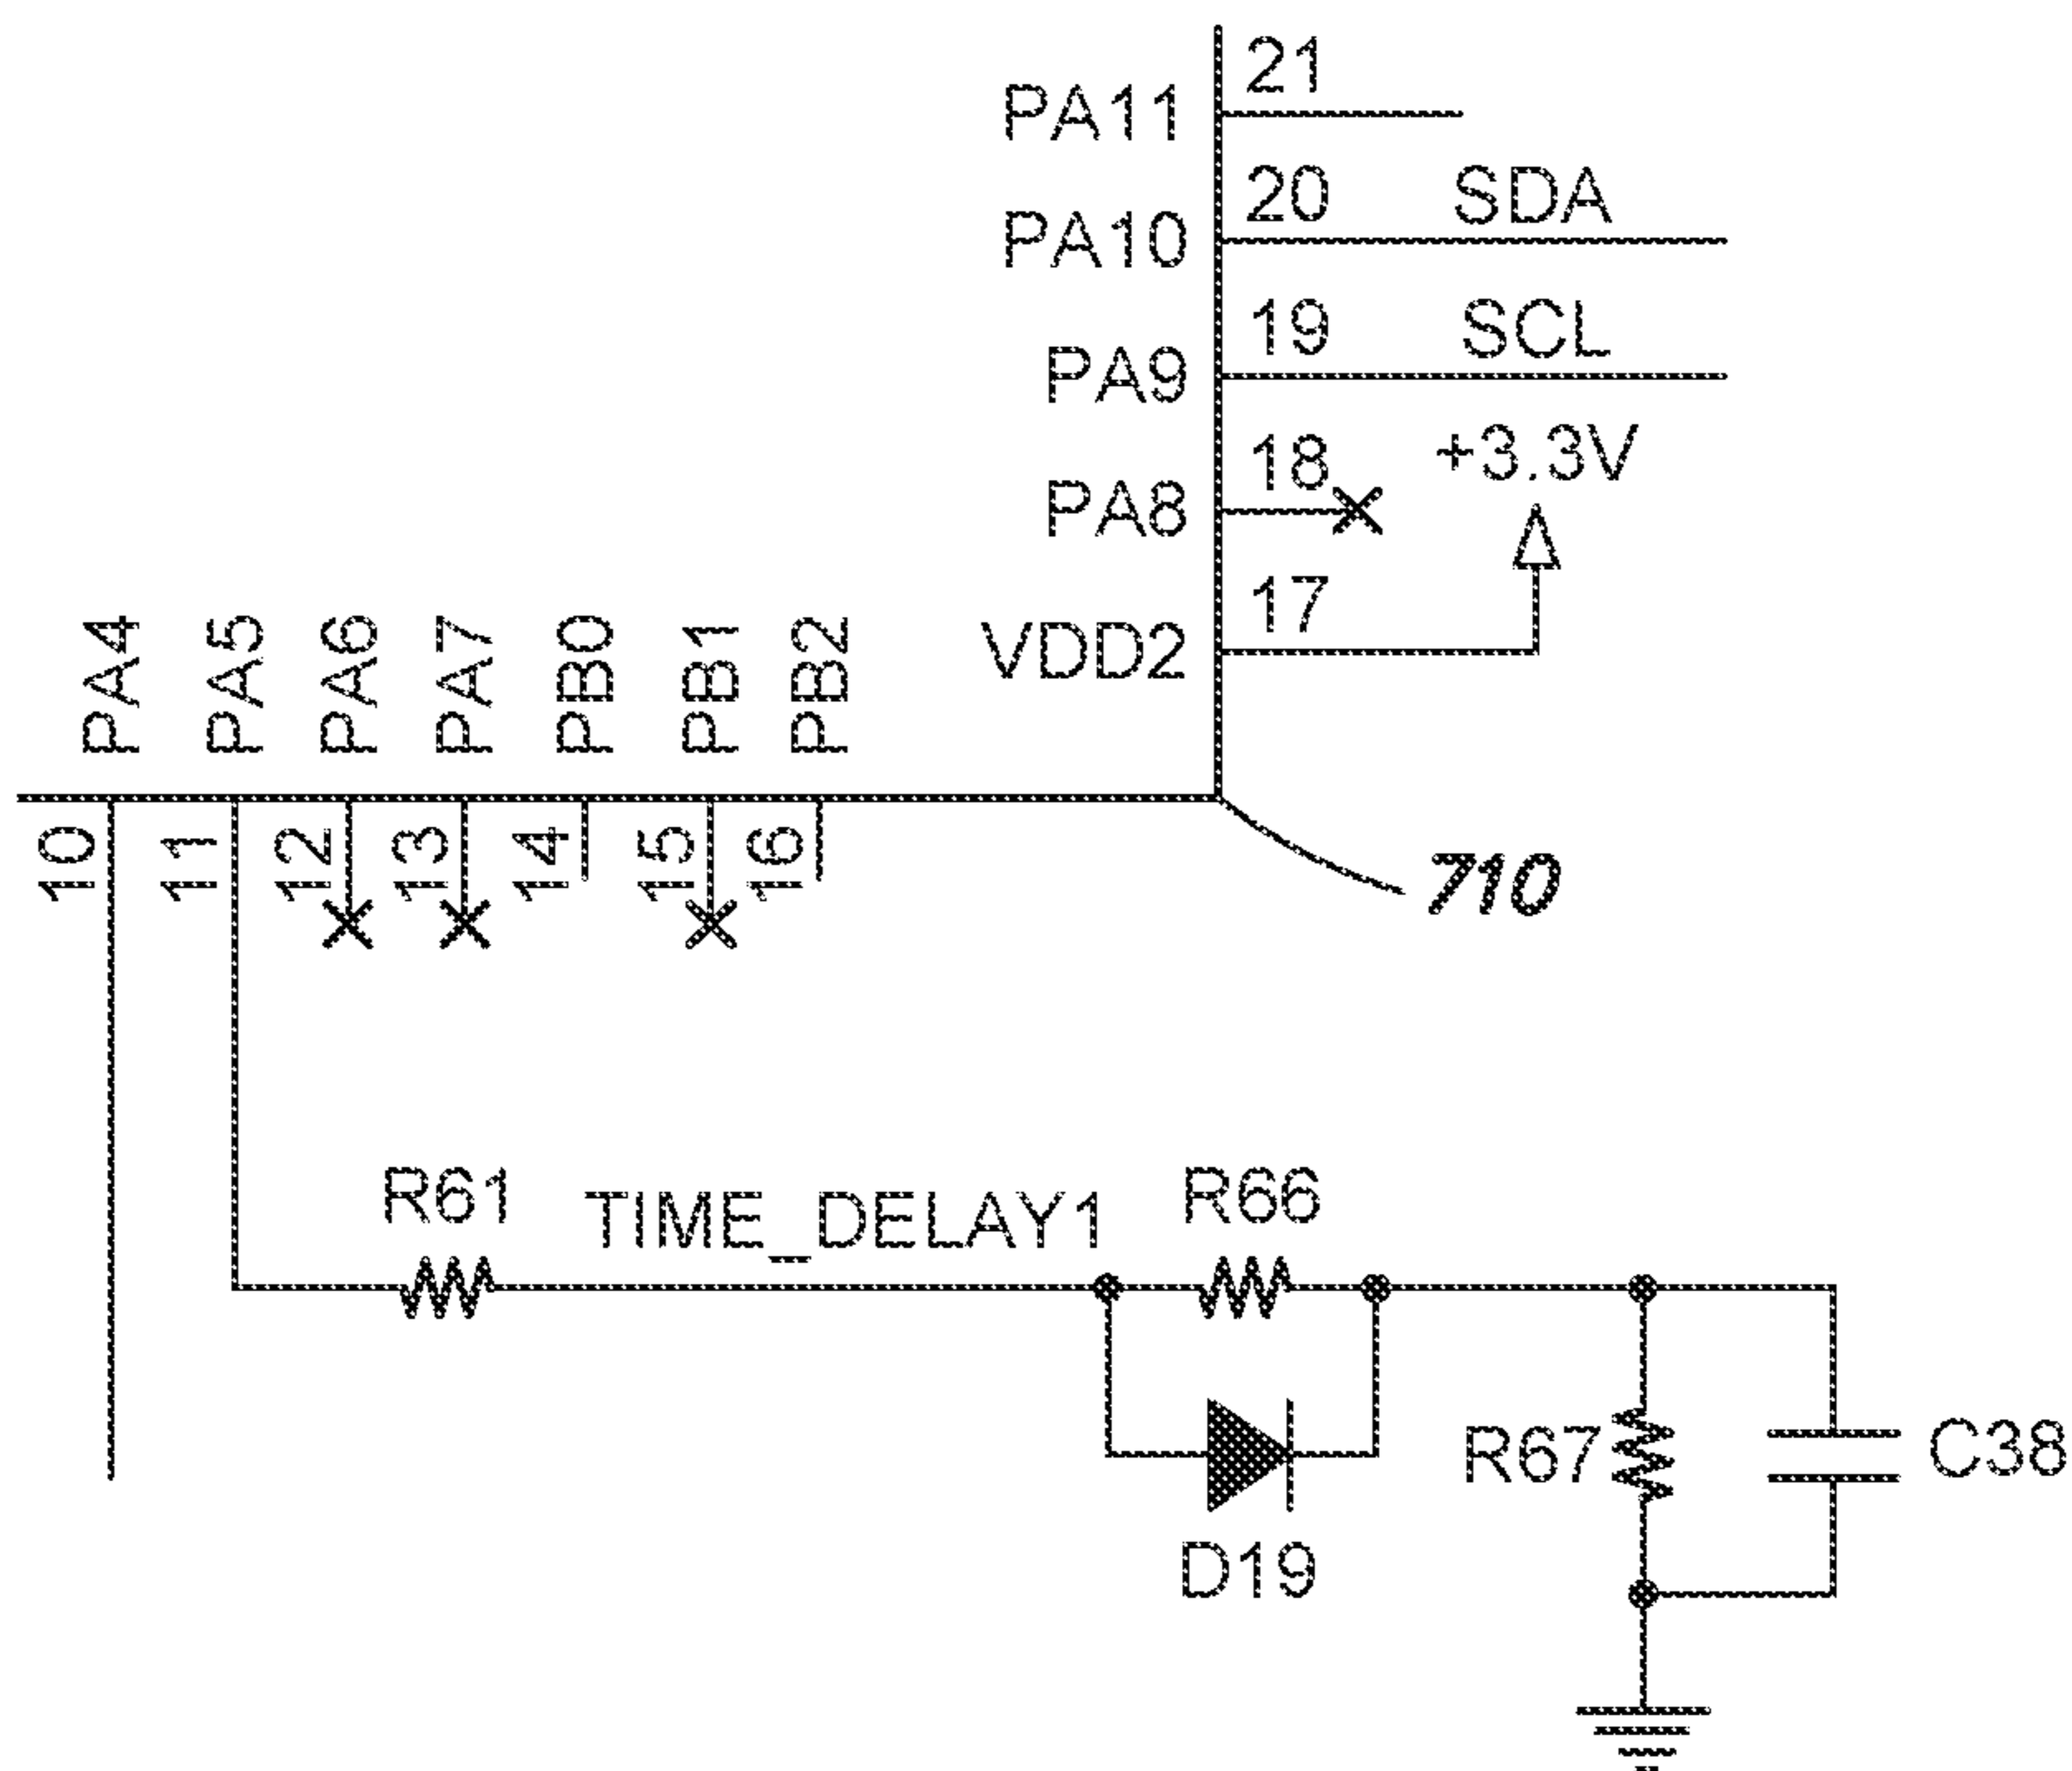 PA11 21
PA10 20 SDA
PA9 19 SCL
PA8 18 +3.3V
VDD2 17
PA4 PA5 PA6 PA7 PB0 PB1 PB2
10 11 12 13 14 15 16
710
R61 TIME_DELAY1 R66
R67 C38
D19